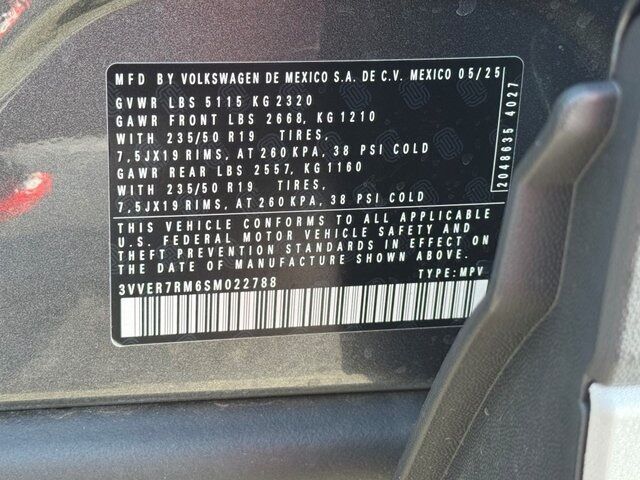 MFD BY VOLKSWAGEN DE MEXICO S.A. DE C.V. MEXICO 05/25
GVWR LBS 5115 KG 2320
GAWR FRONT LBS 2668, KG 1210
WITH 235/50 R19 TIRES,
7,5JX19 RIMS, AT 260 KPA, 38 PSI COLD
GAWR REAR LBS 2557, KG 1160
WITH 235/50 R19 TIRES,
7,5JX19 RIMS, AT 260 KPA, 38 PSI COLD
THIS VEHICLE CONFORMS TO ALL APPLICABLE
U.S. FEDERAL MOTOR VEHICLE SAFETY AND
THEFT PREVENTION STANDARDS IN EFFECT ON
THE DATE OF MANUFACTURE SHOWN ABOVE.
3VVER7RM6SM022788 TYPE: MPV
2048635 4027